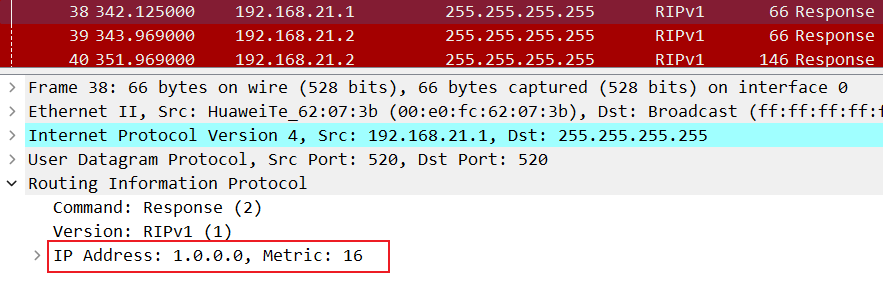 38 342.125000 192.168.21.1 255.255.255.255 RIPv1 66 Response
39 343.969000 192.168.21.2 255.255.255.255 RIPv1 66 Response
40 351.969000 192.168.21.2 255.255.255.255 RIPv1 146 Response
Frame 38: 66 bytes on wire (528 bits), 66 bytes captured (528 bits) on interface 0
Ethernet II, Src: HuaweiTe_62:07:3b (00:e0:fc:62:07:3b), Dst: Broadcast (ff:ff:ff:ff:f
Internet Protocol Version 4, Src: 192.168.21.1, Dst: 255.255.255.255
User Datagram Protocol, Src Port: 520, Dst Port: 520
Routing Information Protocol
Command: Response (2)
Version: RIPv1 (1)
IP Address: 1.0.0.0, Metric: 16